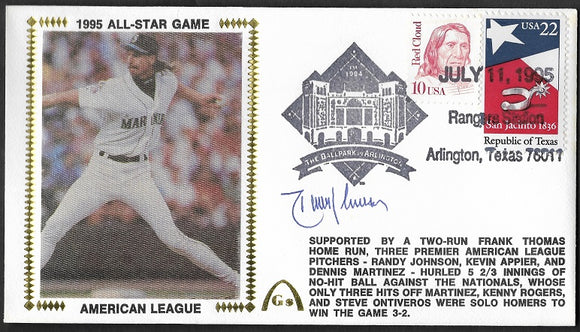 1995 ALL-STAR GAME
MARINERS
AMERICAN LEAGUE
EST.
1994
THE BALLPARK IN ARLINGTON
Red Cloud
10 USA
USA 22
San Jacinto 1836
Republic of Texas
JULY 11, 1995
Rangers Station
Arlington, Texas 76011
G
SUPPORTED BY A TWO-RUN FRANK THOMAS
HOME RUN, THREE PREMIER AMERICAN LEAGUE
PITCHERS - RANDY JOHNSON, KEVIN APPIER, AND
DENNIS MARTINEZ - HURLED 5 2/3 INNINGS OF
NO-HIT BALL AGAINST THE NATIONALS, WHOSE
ONLY THREE HITS OFF MARTINEZ, KENNY ROGERS,
AND STEVE ONTIVEROS WERE SOLO HOMERS TO
WIN THE GAME 3-2.